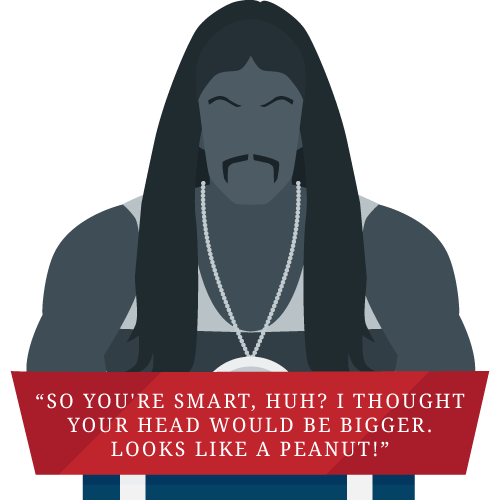 “SO YOU'RE SMART, HUH? I THOUGHT
YOUR HEAD WOULD BE BIGGER.
LOOKS LIKE A PEANUT!”